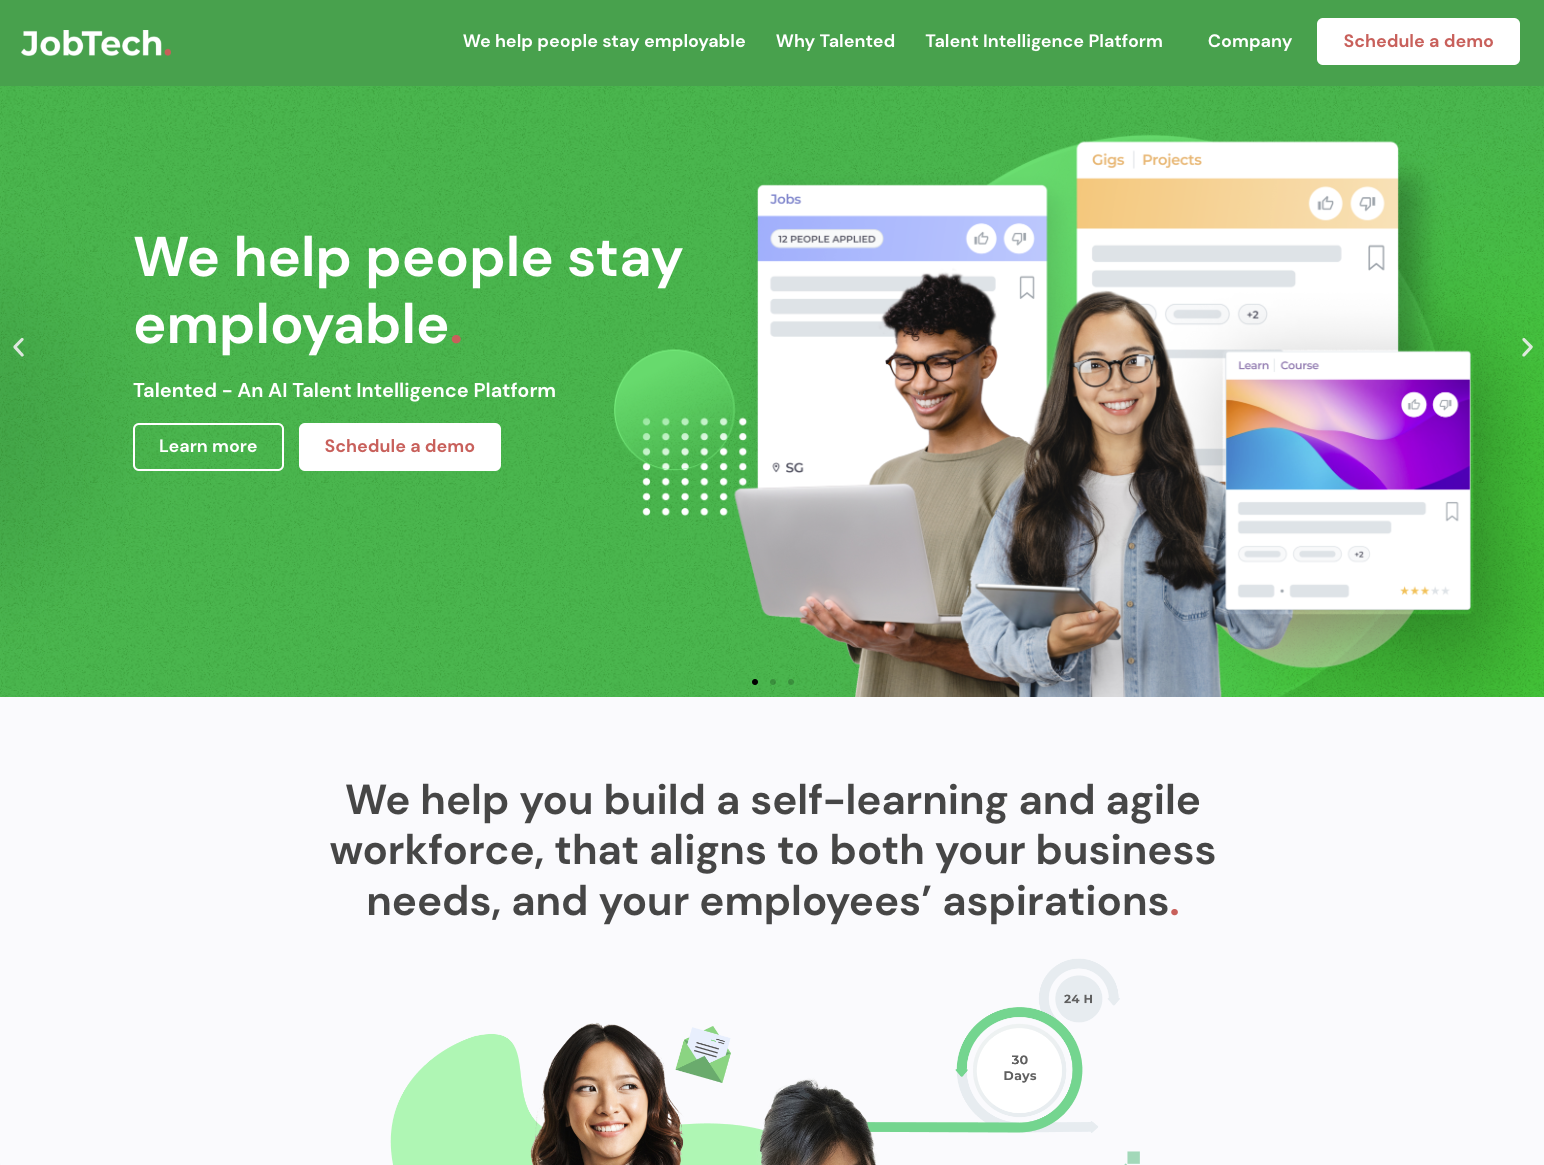 JobTech.
We help people stay employable
Why Talented
Talent Intelligence Platform
Company
Schedule a demo
We help people stay
employable.
Talented - An AI Talent Intelligence Platform
Learn more
Schedule a demo
Jobs
12 PEOPLE APPLIED
SG
Gigs | Projects
+2
Learn | Course
+2
We help you build a self-learning and agile
workforce, that aligns to both your business
needs, and your employees’ aspirations.
24 H
30
Days